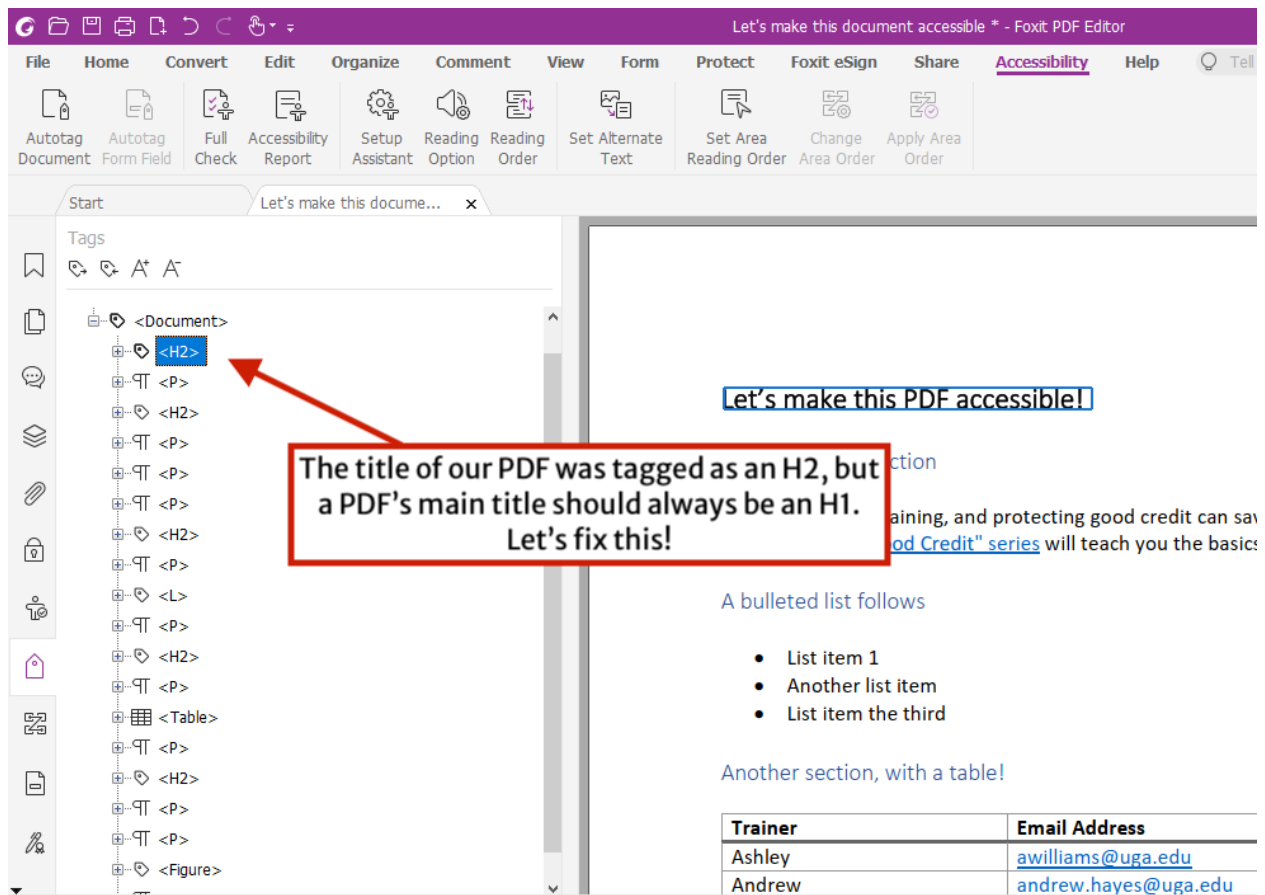 Let's make this document accessible * - Foxit PDF Editor
File Home Convert Edit Organize Comment View Form Protect Foxit eSign Share Accessibility Help Tell
Autotag Document
Autotag Form Field
Full Check
Accessibility Report
Setup Assistant
Reading Option
Reading Order
Set Alternate Text
Set Area Reading Order
Change Area Order
Apply Area Order
Start
Let's make this docume... x
Tags
<Document>
<H2>
<P>
<H2>
<P>
<P>
<P>
<H2>
<P>
<L>
<P>
<H2>
<P>
<Table>
<P>
<H2>
<P>
<P>
<Figure>
The title of our PDF was tagged as an H2, but
a PDF's main title should always be an H1.
Let's fix this!
Let's make this PDF accessible!
ction
aining, and protecting good credit can sav
od Credit" series will teach you the basics
A bulleted list follows
• List item 1
• Another list item
• List item the third
Another section, with a table!
Trainer Email Address
Ashley awilliams@uga.edu
Andrew andrew.hayes@uga.edu